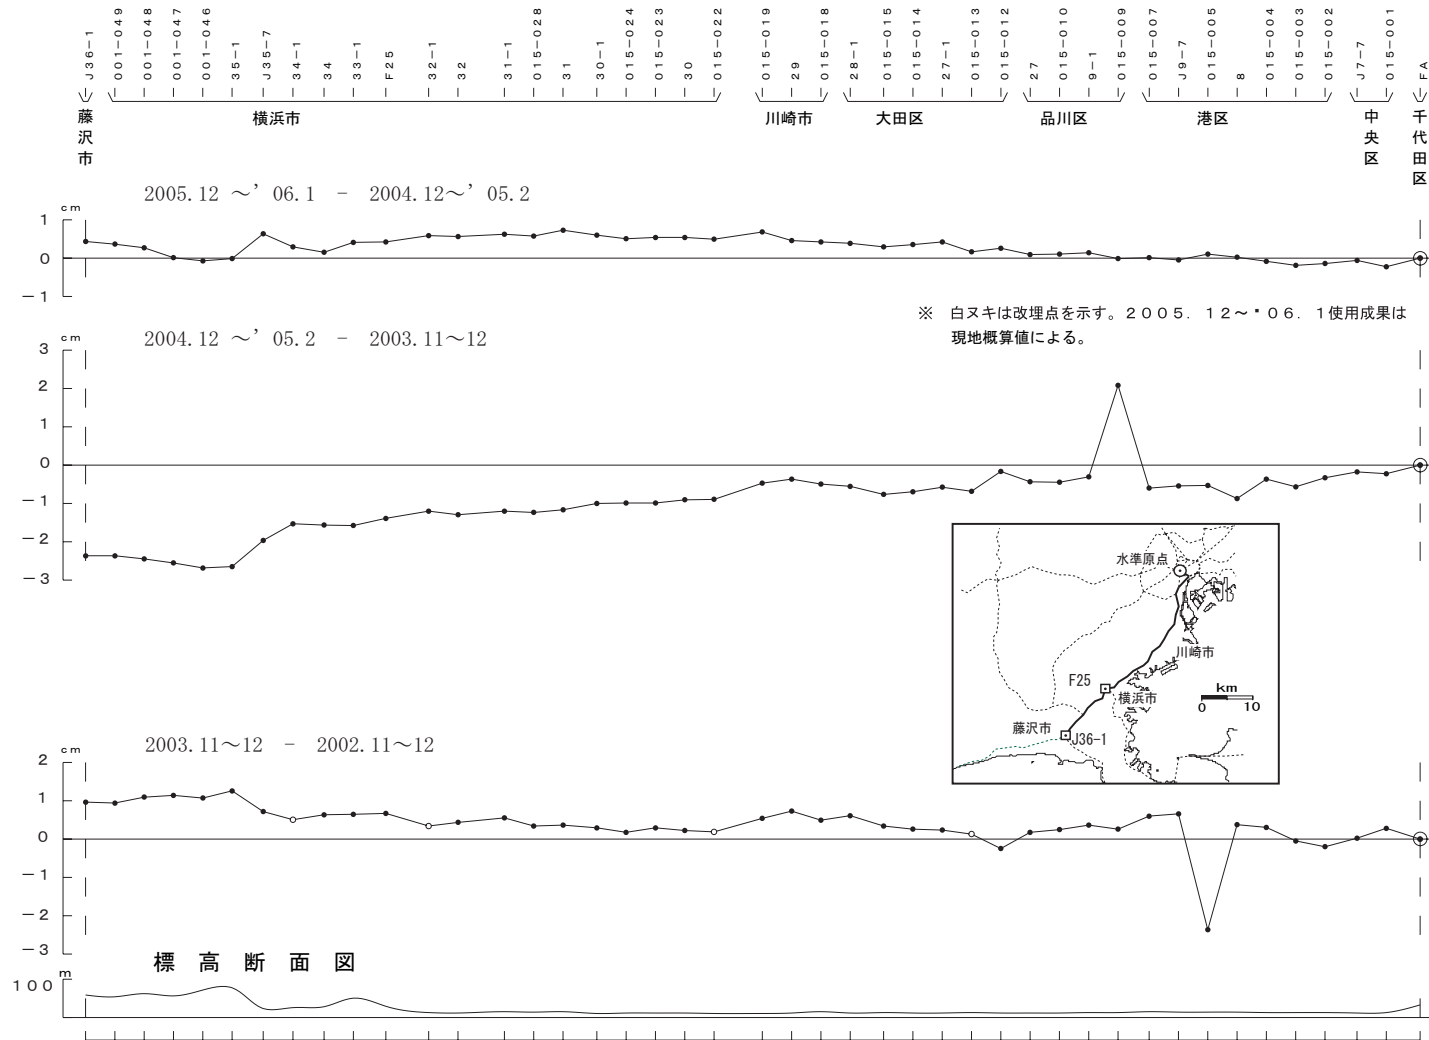 J36-1
001-049
001-048
001-047
001-046
35-1
J35-7
34-1
34
33-1
F25
32-1
32
31-1
015-028
31
30-1
015-024
015-023
30
015-022
015-019
29
015-018
28-1
015-015
015-014
27-1
015-013
015-012
27
015-010
9-1
015-009
015-007
J9-7
015-005
8
015-004
015-003
015-002
J7-7
015-001
FA
藤沢市
横浜市
川崎市
大田区
品川区
港区
中央区
千代田区
2005.12 ～’06.1 － 2004.12～’05.2
cm
1
0
－1
※ 白ヌキは改埋点を示す。2005．12～'06．1使用成果は
現地概算値による。
2004.12 ～’05.2 － 2003.11～12
cm
3
2
1
0
－1
－2
－3
水準原点
川崎市
F25
横浜市
km
0 10
藤沢市
J36-1
2003.11～12 － 2002.11～12
cm
2
1
0
－1
－2
－3
標高断面図
m
100